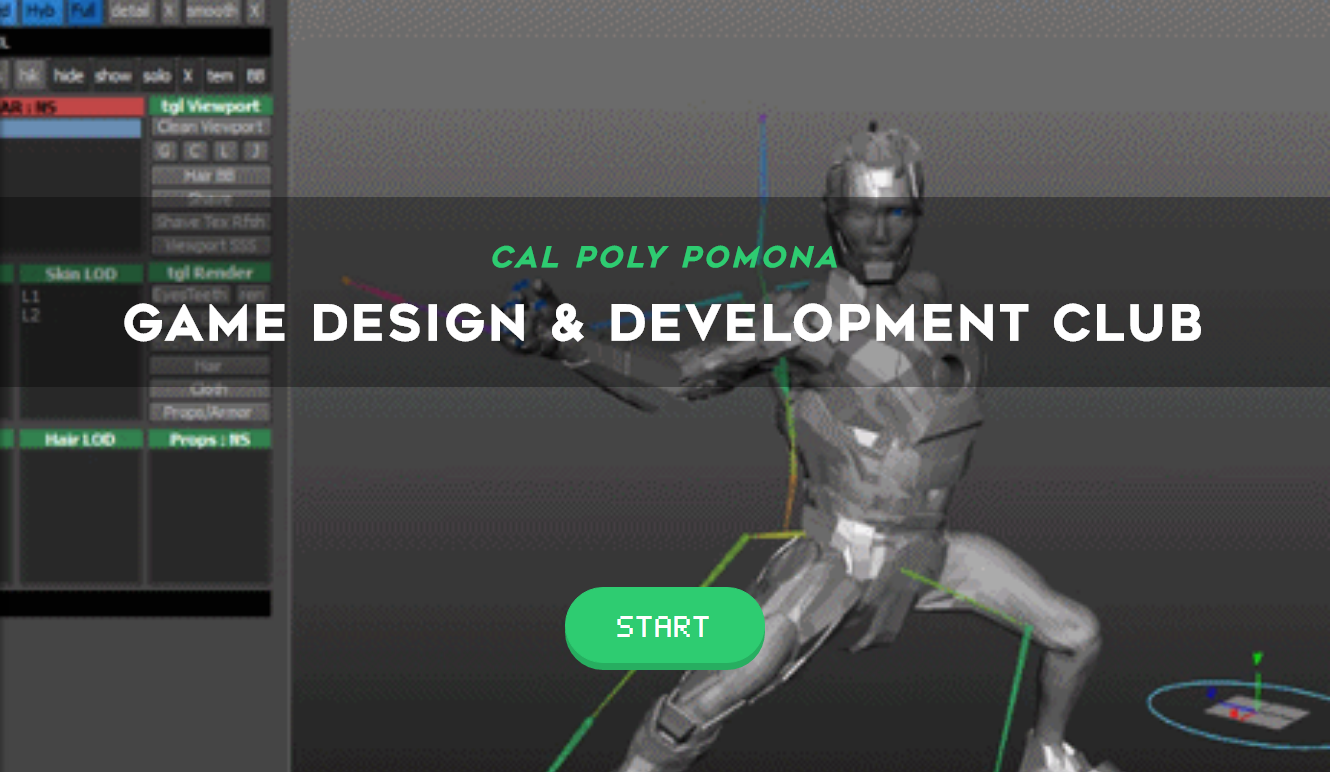 Hyb Full detail X smooth X
hik hide show solo X tem BB
AR : NS tgl Viewport
Clean Viewport
G C L J
Hair BB
Shave
Shave Tex Rfsh
Viewport SSS
CAL POLY POMONA
Skin LOD tgl Render
L1 EyesTeeth
L2
GAME DESIGN & DEVELOPMENT CLUB
Hair
Cloth
Props/Armor
Hair LOD Props : NS
START